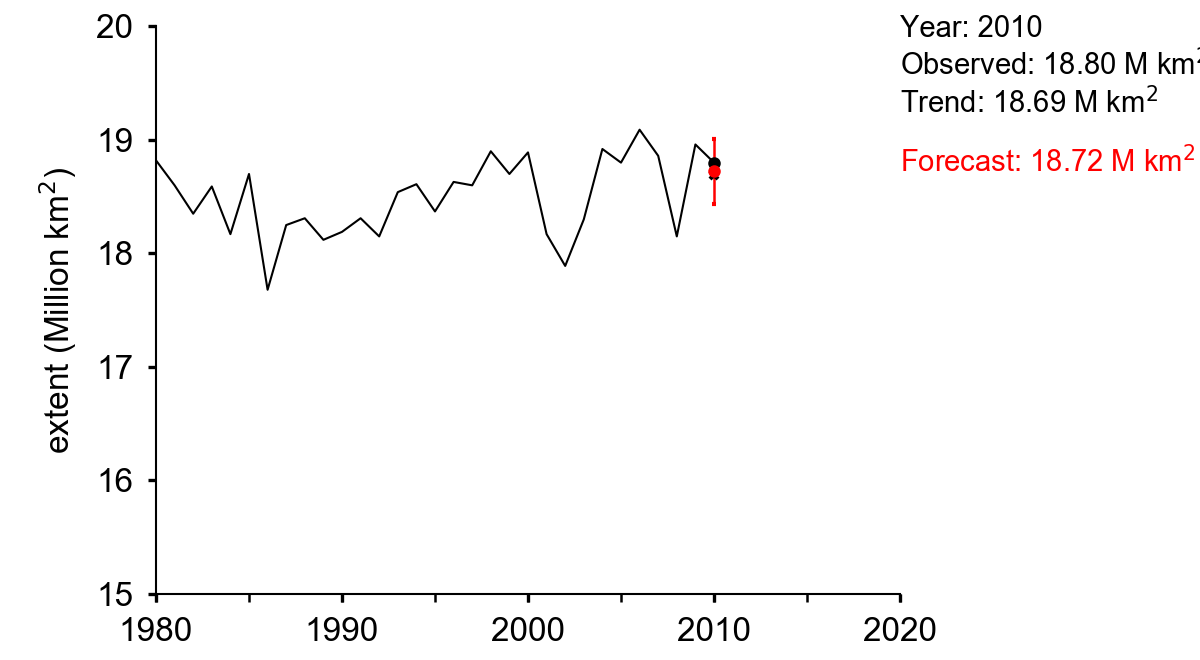 Year: 2010
Observed: 18.80 M km²
Trend: 18.69 M km²
Forecast: 18.72 M km²
extent (Million km²)
20
19
18
17
16
15
1980 1990 2000 2010 2020